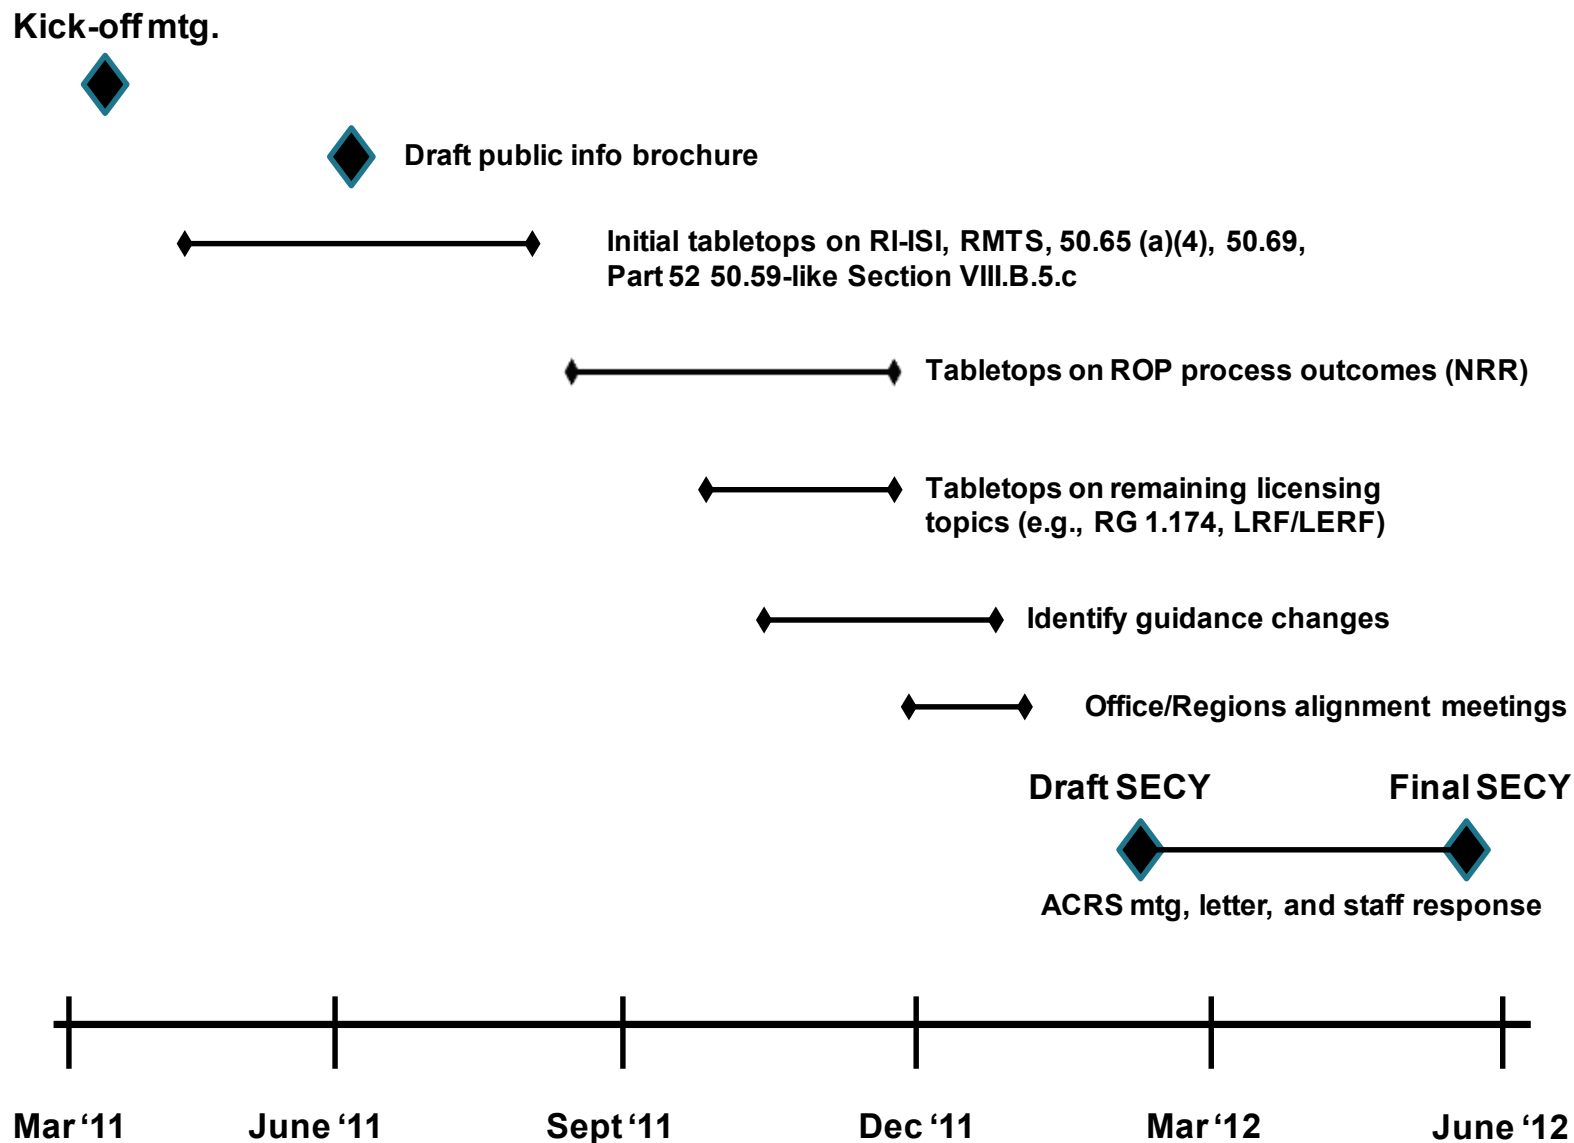 Kick-off mtg.
Draft public info brochure
Initial tabletops on RI-ISI, RMTS, 50.65 (a)(4), 50.69,
Part 52 50.59-like Section VIII.B.5.c
Tabletops on ROP process outcomes (NRR)
Tabletops on remaining licensing
topics (e.g., RG 1.174, LRF/LERF)
Identify guidance changes
Office/Regions alignment meetings
Draft SECY
Final SECY
ACRS mtg, letter, and staff response
Mar ‘11
June ‘11
Sept ‘11
Dec ‘11
Mar ‘12
June ‘12